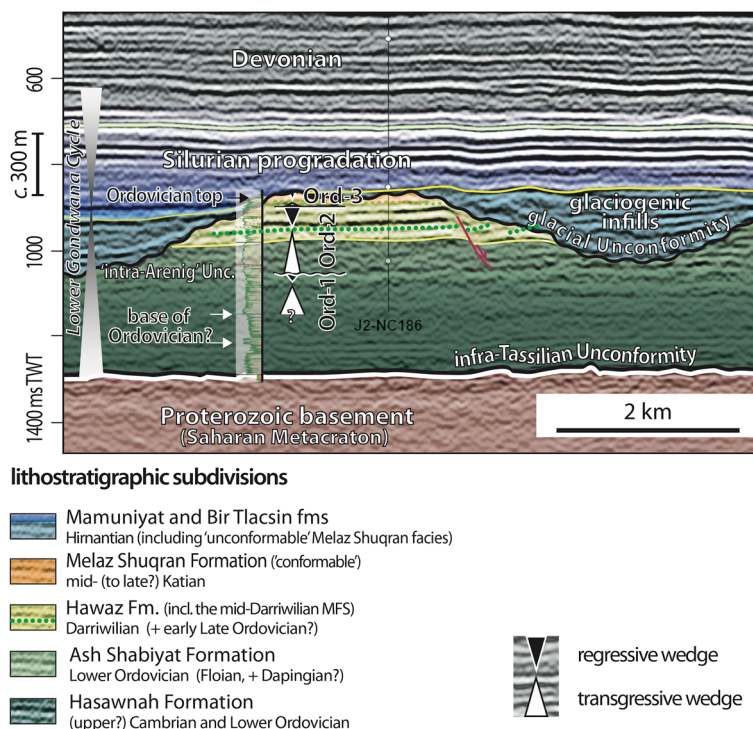 600
1000
1400 ms TWT
c. 300 m
Lower Gondwana Cycle
Devonian
Silurian progradation
Ordovician top
Ord-3
Ord-2
Ord-1
glaciogenic
infills
glacial Unconformity
'intra-Arenig' Unc.
base of
Ordovician?
?
J2-NC186
infra-Tassilian Unconformity
Proterozoic basement
(Saharan Metacraton)
2 km
lithostratigraphic subdivisions
Mamuniyat and Bir Tlacsin fms
Hirnantian (including 'unconformable' Melaz Shuqran facies)
Melaz Shuqran Formation ('conformable')
mid- (to late?) Katian
Hawaz Fm. (incl. the mid-Darriwilian MFS)
Darriwilian (+ early Late Ordovician?)
Ash Shabiyat Formation
Lower Ordovician (Floian, + Dapingian?)
Hasawnah Formation
(upper?) Cambrian and Lower Ordovician
regressive wedge
transgressive wedge